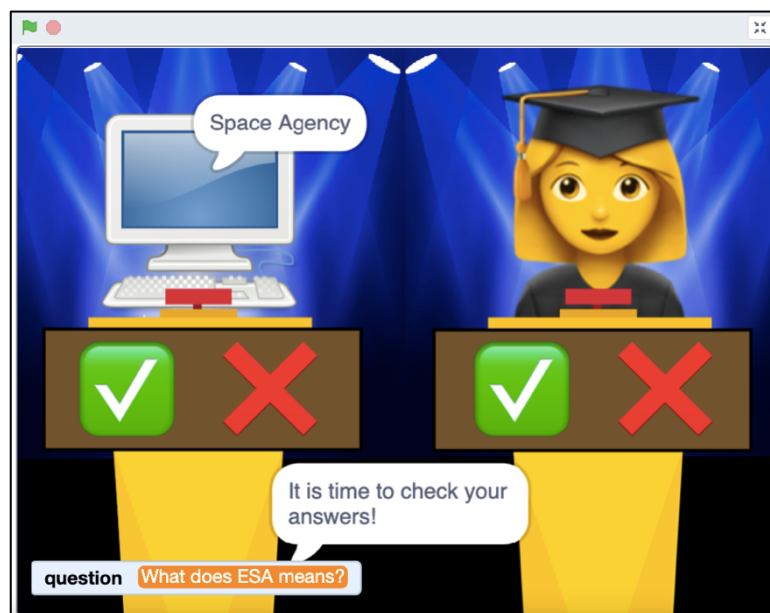 Space Agency
It is time to check your
answers!
question What does ESA means?